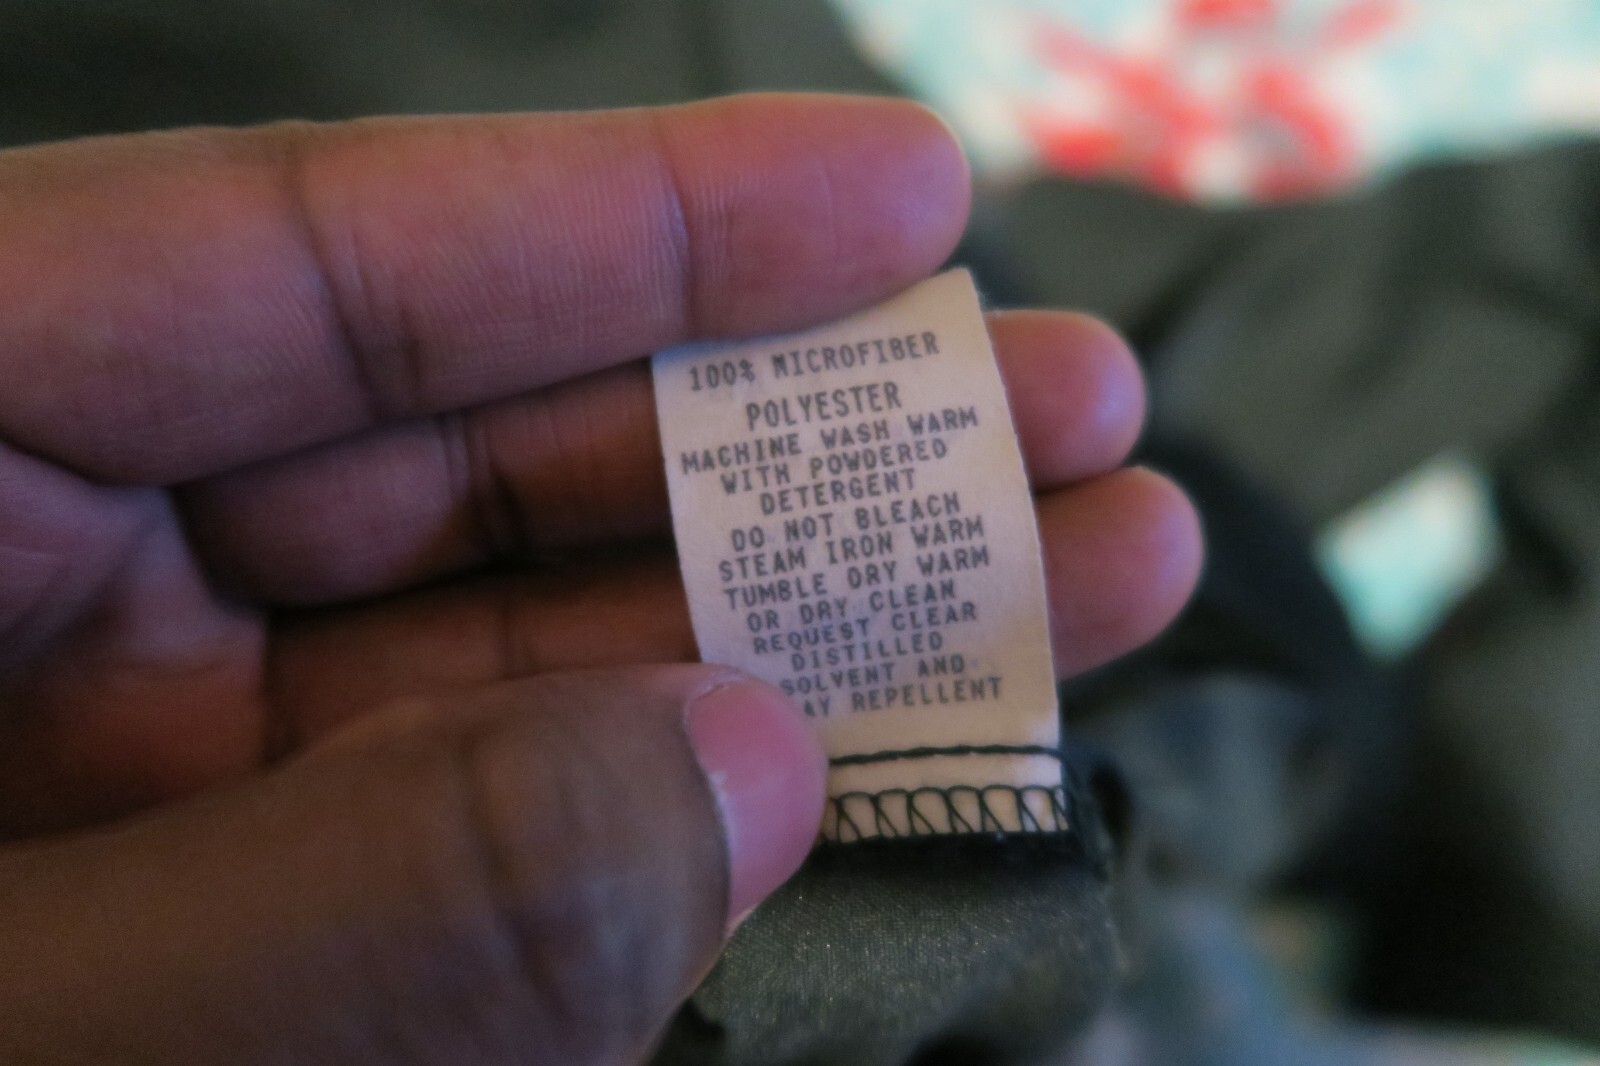 100% MICROFIBER
POLYESTER
MACHINE WASH WARM
WITH POWDERED
DETERGENT
DO NOT BLEACH
STEAM IRON WARM
TUMBLE DRY WARM
OR DRY CLEAN
REQUEST CLEAR
DISTILLED
SOLVENT AND
REPELLENT